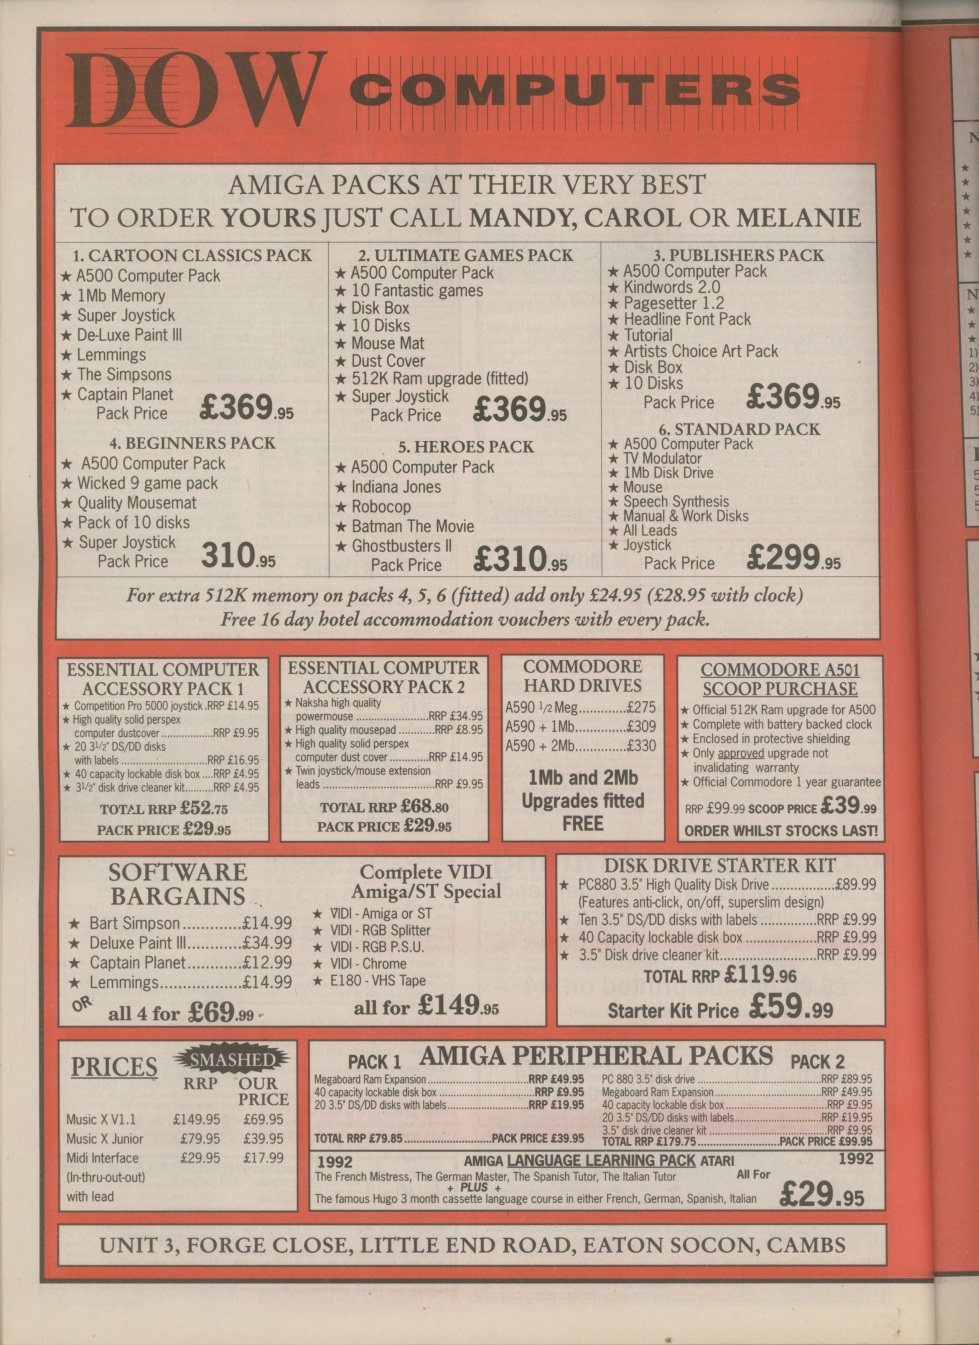 DOW COMPUTERS
AMIGA PACKS AT THEIR VERY BEST
TO ORDER YOURS JUST CALL MANDY, CAROL OR MELANIE
1. CARTOON CLASSICS PACK
★ A500 Computer Pack
★ 1Mb Memory
★ Super Joystick
★ De-Luxe Paint III
★ Lemmings
★ The Simpsons
★ Captain Planet
Pack Price £369.95
2. ULTIMATE GAMES PACK
★ A500 Computer Pack
★ 10 Fantastic games
★ Disk Box
★ 10 Disks
★ Mouse Mat
★ Dust Cover
★ 512K Ram upgrade (fitted)
★ Super Joystick
Pack Price £369.95
3. PUBLISHERS PACK
★ A500 Computer Pack
★ Kindwords 2.0
★ Pagesetter 1.2
★ Headline Font Pack
★ Tutorial
★ Artists Choice Art Pack
★ Disk Box
★ 10 Disks
Pack Price £369.95
4. BEGINNERS PACK
★ A500 Computer Pack
★ Wicked 9 game pack
★ Quality Mousemat
★ Pack of 10 disks
★ Super Joystick
Pack Price 310.95
5. HEROES PACK
★ A500 Computer Pack
★ Indiana Jones
★ Robocop
★ Batman The Movie
★ Ghostbusters II
Pack Price £310.95
6. STANDARD PACK
★ A500 Computer Pack
★ TV Modulator
★ 1Mb Disk Drive
★ Mouse
★ Speech Synthesis
★ Manual & Work Disks
★ All Leads
★ Joystick
Pack Price £299.95
For extra 512K memory on packs 4, 5, 6 (fitted) add only £24.95 (£28.95 with clock)
Free 16 day hotel accommodation vouchers with every pack.
ESSENTIAL COMPUTER
ACCESSORY PACK 1
★ Competition Pro 5000 joystick .RRP £14.95
★ High quality solid perspex
computer dustcover ..............RRP £9.95
★ 20 3 1/2" DS/DD disks
with labels .......................RRP £16.95
★ 40 capacity lockable disk box ....RRP £4.95
★ 3 1/2" disk drive cleaner kit.........RRP £4.95
TOTAL RRP £52.75
PACK PRICE £29.95
ESSENTIAL COMPUTER
ACCESSORY PACK 2
★ Naksha high quality
powermouse ...................RRP £34.95
★ High quality mousepad ..........RRP £8.95
★ High quality solid perspex
computer dust cover ............RRP £14.95
★ Twin joystick/mouse extension
leads .............................RRP £9.95
TOTAL RRP £68.80
PACK PRICE £29.95
COMMODORE
HARD DRIVES
A590 1/2 Meg............£275
A590 + 1Mb.............£309
A590 + 2Mb.............£330
1Mb and 2Mb
Upgrades fitted
FREE
COMMODORE A501
SCOOP PURCHASE
★ Official 512K Ram upgrade for A500
★ Complete with battery backed clock
★ Enclosed in protective shielding
★ Only approved upgrade not
invalidating warranty
★ Official Commodore 1 year guarantee
RRP £99.99 SCOOP PRICE £39.99
ORDER WHILST STOCKS LAST!
SOFTWARE
BARGAINS
★ Bart Simpson............£14.99
★ Deluxe Paint III...........£34.99
★ Captain Planet...........£12.99
★ Lemmings.................£14.99
OR all 4 for £69.99
Complete VIDI
Amiga/ST Special
★ VIDI - Amiga or ST
★ VIDI - RGB Splitter
★ VIDI - RGB P.S.U.
★ VIDI - Chrome
★ E180 - VHS Tape
all for £149.95
DISK DRIVE STARTER KIT
★ PC880 3.5" High Quality Disk Drive...............£89.99
(Features anti-click, on/off, superslim design)
★ Ten 3.5" DS/DD disks with labels .............RRP £9.99
★ 40 Capacity lockable disk box .................RRP £9.99
★ 3.5" Disk drive cleaner kit.......................RRP £9.99
TOTAL RRP £119.96
Starter Kit Price £59.99
PRICES SMASHED
RRP OUR PRICE
Music X V1.1 £149.95 £69.95
Music X Junior £79.95 £39.95
Midi Interface £29.95 £17.99
(In-thru-out-out)
with lead
AMIGA PERIPHERAL PACKS
PACK 1
Megaboard Ram Expansion..............RRP £49.95
40 capacity lockable disk box ..............RRP £9.95
20 3.5" DS/DD disks with labels............RRP £19.95
TOTAL RRP £79.85..............PACK PRICE £39.95
PACK 2
PC 880 3.5" disk drive ..............RRP £89.95
Megaboard Ram Expansion..............RRP £49.95
40 capacity lockable disk box ..............RRP £9.95
20 3.5" DS/DD disks with labels..............RRP £19.95
3.5" disk drive cleaner kit ..............RRP £9.95
TOTAL RRP £179.75..............PACK PRICE £99.95
1992 AMIGA LANGUAGE LEARNING PACK ATARI 1992
The French Mistress, The German Master, The Spanish Tutor, The Italian Tutor
+ PLUS +
The famous Hugo 3 month cassette language course in either French, German, Spanish, Italian
All For £29.95
UNIT 3, FORGE CLOSE, LITTLE END ROAD, EATON SOCON, CAMBS